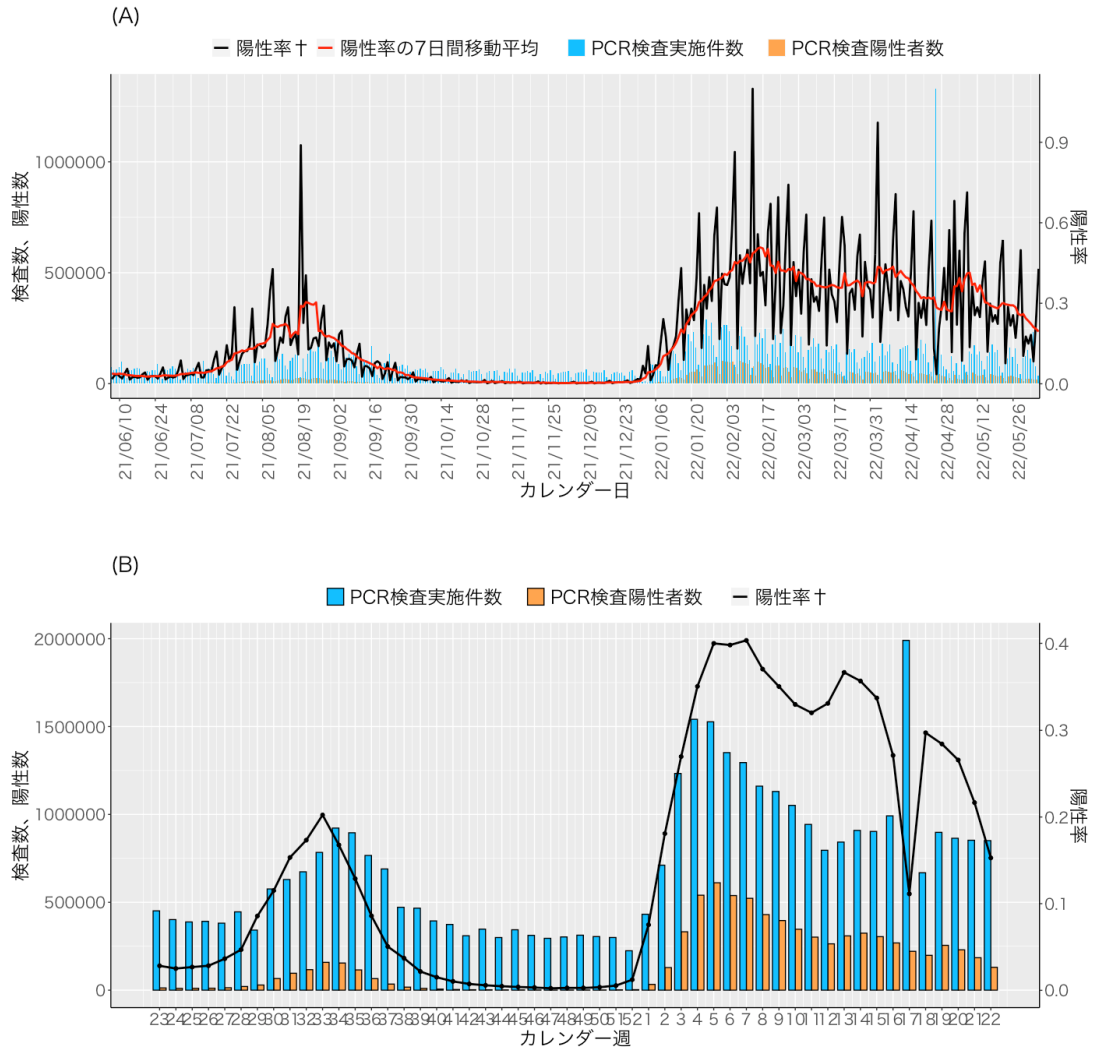 (A)
陽性率† 陽性率の7日間移動平均 PCR検査実施件数 PCR検査陽性者数
検査数、陽性数
1000000
500000
0
0.9
0.6
0.3
0.0
陽性率
21/06/10 21/06/24 21/07/08 21/07/22 21/08/05 21/08/19 21/09/02 21/09/16 21/09/30 21/10/14 21/10/28 21/11/11 21/11/25 21/12/09 21/12/23 22/01/06 22/01/20 22/02/03 22/02/17 22/03/03 22/03/17 22/03/31 22/04/14 22/04/28 22/05/12 22/05/26
カレンダー日
(B)
PCR検査実施件数 PCR検査陽性者数 陽性率†
検査数、陽性数
2000000
1500000
1000000
500000
0
0.4
0.3
0.2
0.1
0.0
陽性率
23 24 25 26 27 28 29 30 31 32 33 34 35 36 37 38 39 40 41 42 43 44 45 46 47 48 49 50 51 52 1 2 3 4 5 6 7 8 9 10 11 12 13 14 15 16 17 18 19 20 21 22
カレンダー週